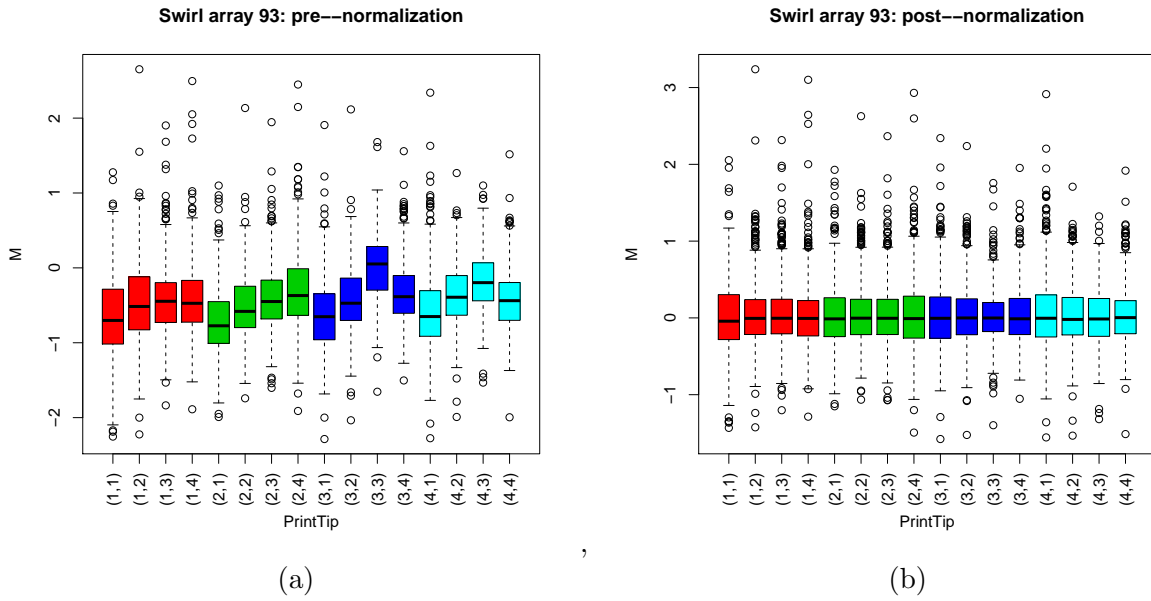 Swirl array 93: pre−−normalization
2
1
0
−1
−2
M
(1,1) (1,2) (1,3) (1,4) (2,1) (2,2) (2,3) (2,4) (3,1) (3,2) (3,3) (3,4) (4,1) (4,2) (4,3) (4,4)
PrintTip
(a)
,
Swirl array 93: post−−normalization
3
2
1
0
−1
M
(1,1) (1,2) (1,3) (1,4) (2,1) (2,2) (2,3) (2,4) (3,1) (3,2) (3,3) (3,4) (4,1) (4,2) (4,3) (4,4)
PrintTip
(b)